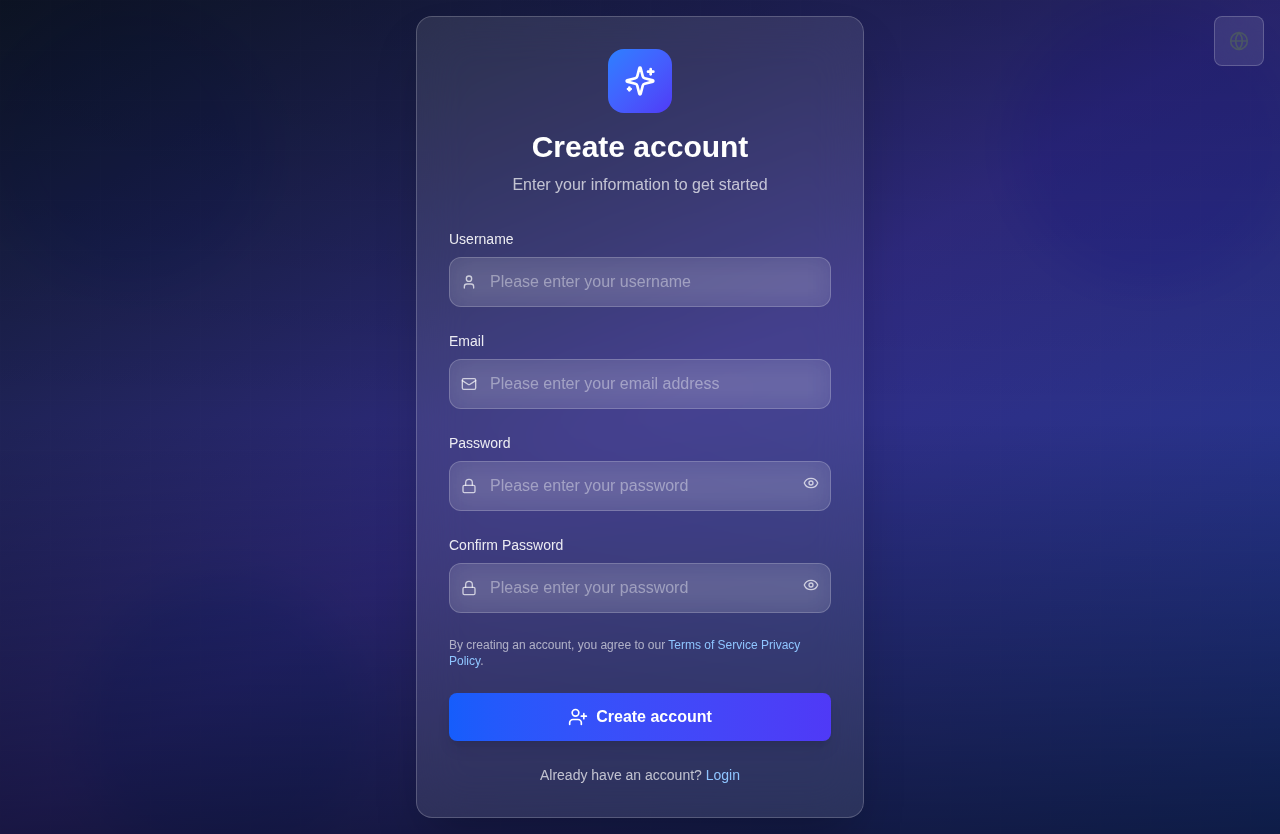 Create account
Enter your information to get started
Username
Please enter your username
Email
Please enter your email address
Password
Please enter your password
Confirm Password
Please enter your password
By creating an account, you agree to our Terms of Service Privacy
Policy.
Create account
Already have an account? Login